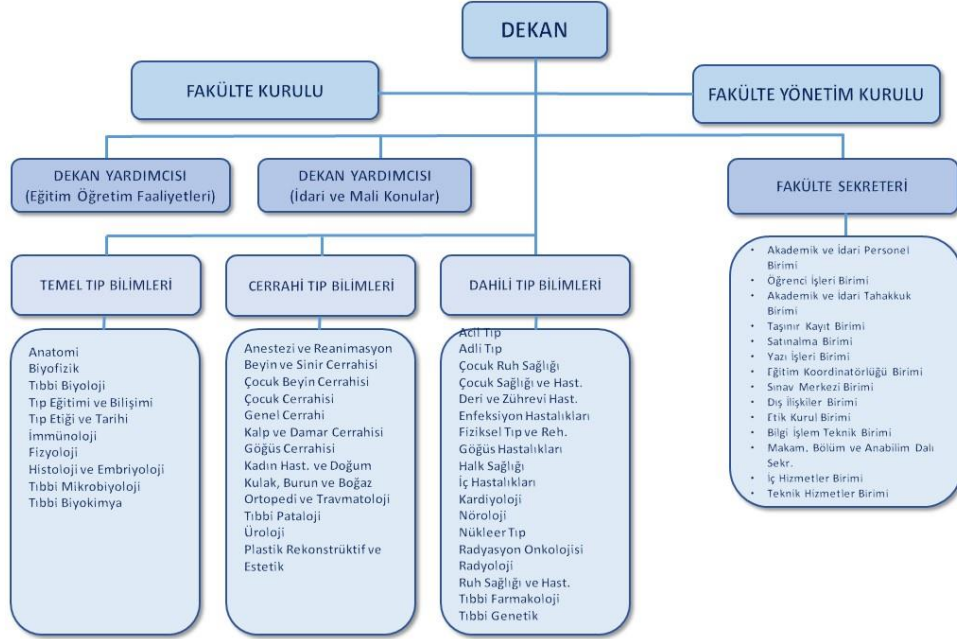 DEKAN
FAKÜLTE KURULU
FAKÜLTE YÖNETİM KURULU
DEKAN YARDIMCISI
(Eğitim Öğretim Faaliyetleri)
DEKAN YARDIMCISI
(İdari ve Mali Konular)
FAKÜLTE SEKRETERİ
TEMEL TIP BİLİMLERİ
Anatomi
Biyofizik
Tıbbi Biyoloji
Tıp Eğitimi ve Bilişimi
Tıp Etiği ve Tarihi
İmmünoloji
Fizyoloji
Histoloji ve Embriyoloji
Tıbbi Mikrobiyoloji
Tıbbi Biyokimya
CERRAHİ TIP BİLİMLERİ
Anestezi ve Reanimasyon
Beyin ve Sinir Cerrahisi
Çocuk Beyin Cerrahisi
Çocuk Cerrahisi
Genel Cerrahi
Kalp ve Damar Cerrahisi
Göğüs Cerrahisi
Kadın Hast. ve Doğum
Kulak, Burun ve Boğaz
Ortopedi ve Travmatoloji
Tıbbi Pataloji
Üroloji
Plastik Rekonstrüktif ve
Estetik
DAHİLİ TIP BİLİMLERİ
Acil Tıp
Adli Tıp
Çocuk Ruh Sağlığı
Çocuk Sağlığı ve Hast.
Deri ve Zührevi Hast.
Enfeksiyon Hastalıkları
Fiziksel Tıp ve Reh.
Göğüs Hastalıkları
Halk Sağlığı
İç Hastalıkları
Kardiyoloji
Nöroloji
Nükleer Tıp
Radyasyon Onkolojisi
Radyoloji
Ruh Sağlığı ve Hast.
Tıbbi Farmakoloji
Tıbbi Genetik
• Akademik ve İdari Personel
Birimi
• Öğrenci İşleri Birimi
• Akademik ve İdari Tahakkuk
Birimi
• Taşınır Kayıt Birimi
• Satınalma Birimi
• Yazı İşleri Birimi
• Eğitim Koordinatörlüğü Birimi
• Sınav Merkezi Birimi
• Dış İlişkiler Birimi
• Etik Kurul Birimi
• Bilgi İşlem Teknik Birimi
• Makam, Bölüm ve Anabilim Dalı
Sekr.
• İç Hizmetler Birimi
• Teknik Hizmetler Birimi